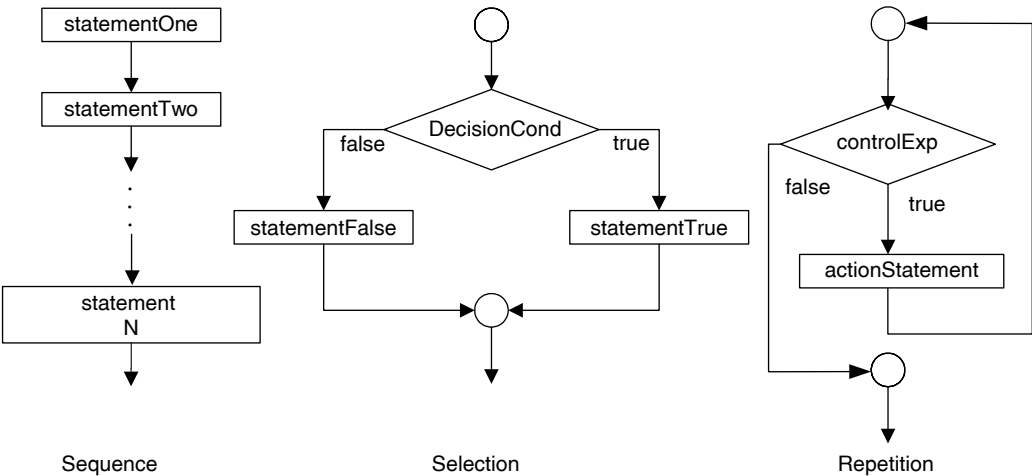 statementOne
statementTwo
statement
N
Sequence
DecisionCond
false
true
statementFalse
statementTrue
Selection
controlExp
false
true
actionStatement
Repetition